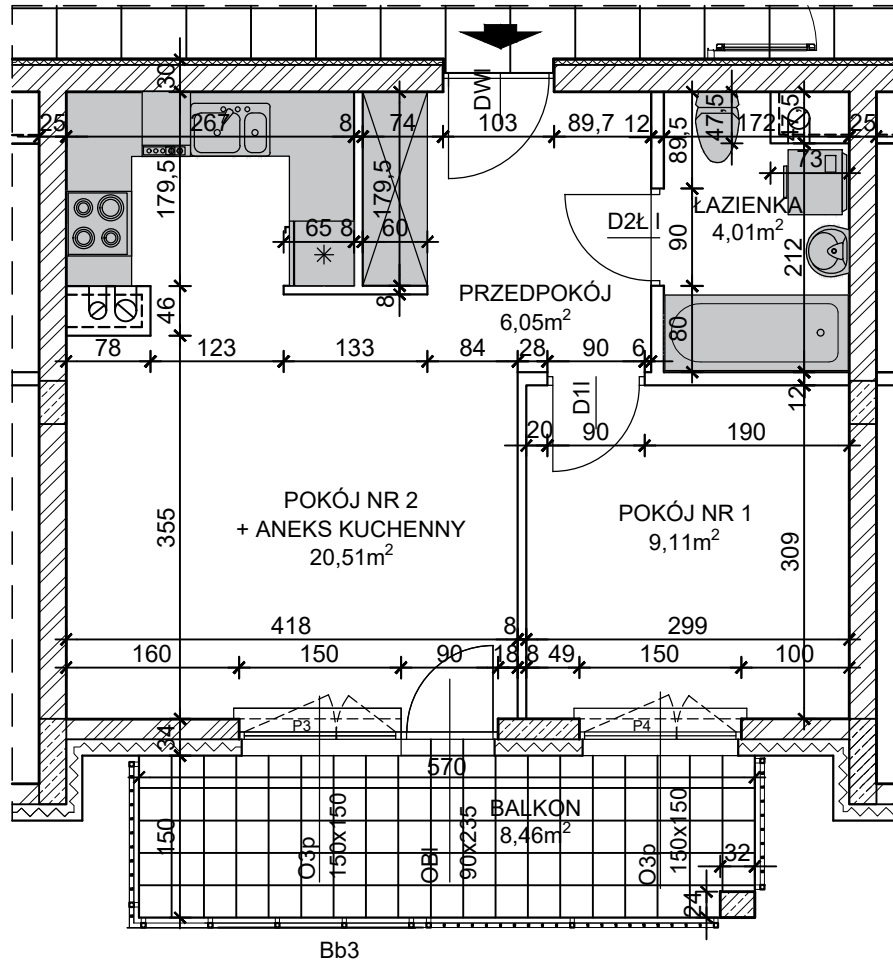 30
DWI
25
267
8
74
103
89,7
12
89,5
47,5
172
47,5
25
73
179,5
179,5
65
8
60
D2Ł I
90
ŁAZIENKA
4,01m²
212
46
8
PRZEDPOKÓJ
6,05m²
80
78
123
133
84
28
90
6
D1I
12
20
90
190
355
POKÓJ NR 2
+ ANEKS KUCHENNY
20,51m²
POKÓJ NR 1
9,11m²
309
418
8
299
160
150
90
18
8
49
150
100
34
P3
P4
570
150
O3p
150x150
OBI
90x235
BALKON
8,46m²
O3p
150x150
32
24
Bb3